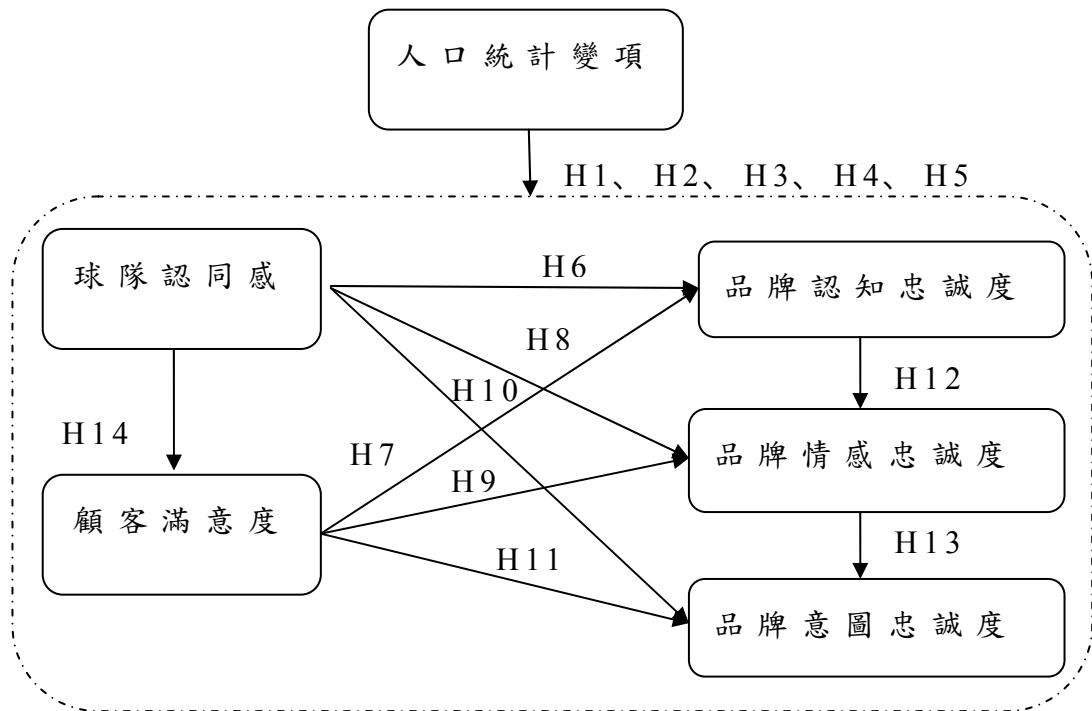 人口統計變項
H1、H2、H3、H4、H5
球隊認同感
H6
品牌認知忠誠度
H8
H10
H12
H14
H7
品牌情感忠誠度
H9
顧客滿意度
H13
H11
品牌意圖忠誠度